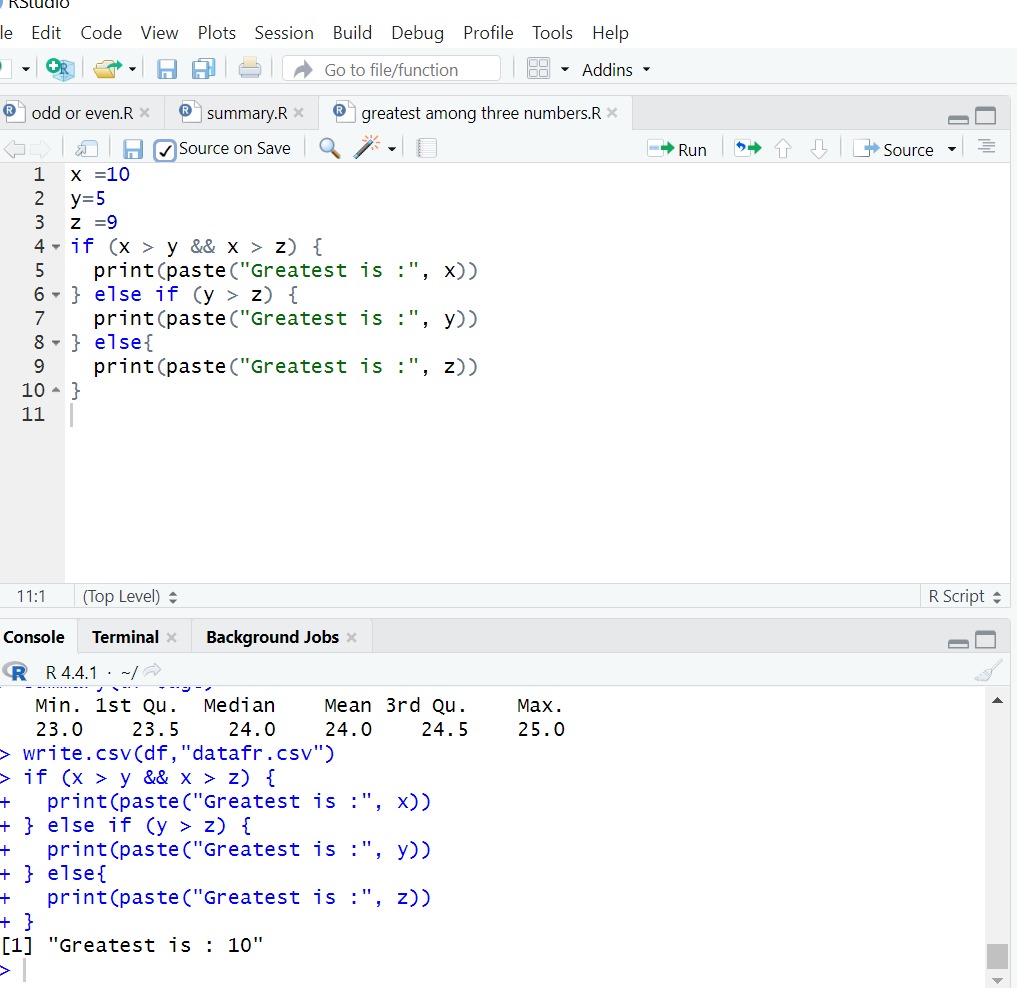 RStudio
le Edit Code View Plots Session Build Debug Profile Tools Help
Go to file/function Addins
odd or even.R summary.R greatest among three numbers.R
Source on Save Run Source
1 x =10
2 y=5
3 z =9
4 if (x > y && x > z) {
5 print(paste("Greatest is :", x))
6 } else if (y > z) {
7 print(paste("Greatest is :", y))
8 } else{
9 print(paste("Greatest is :", z))
10 }
11
11:1 (Top Level) R Script
Console Terminal Background Jobs
R R 4.4.1 · ~/
Min. 1st Qu. Median Mean 3rd Qu. Max.
23.0 23.5 24.0 24.0 24.5 25.0
> write.csv(df,"datafr.csv")
> if (x > y && x > z) {
+ print(paste("Greatest is :", x))
+ } else if (y > z) {
+ print(paste("Greatest is :", y))
+ } else{
+ print(paste("Greatest is :", z))
+ }
[1] "Greatest is : 10"
>